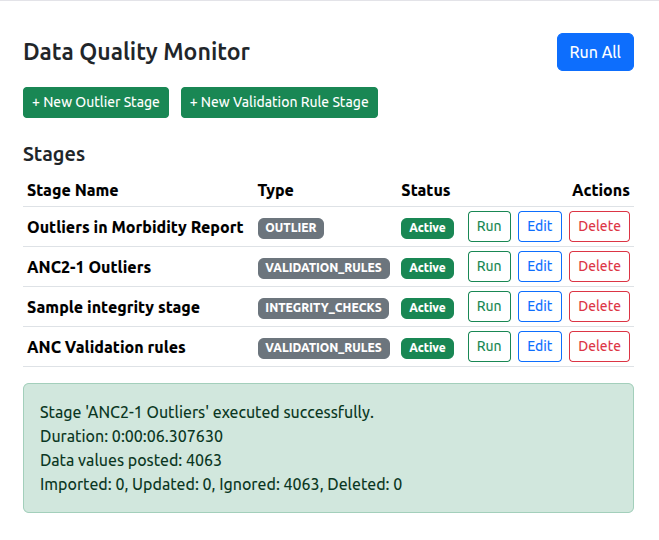 Data Quality Monitor
Run All
+ New Outlier Stage + New Validation Rule Stage
Stages
Stage Name Type Status Actions
Outliers in Morbidity Report OUTLIER Active Run Edit Delete
ANC2-1 Outliers VALIDATION_RULES Active Run Edit Delete
Sample integrity stage INTEGRITY_CHECKS Active Run Edit Delete
ANC Validation rules VALIDATION_RULES Active Run Edit Delete
Stage 'ANC2-1 Outliers' executed successfully.
Duration: 0:00:06.307630
Data values posted: 4063
Imported: 0, Updated: 0, Ignored: 4063, Deleted: 0